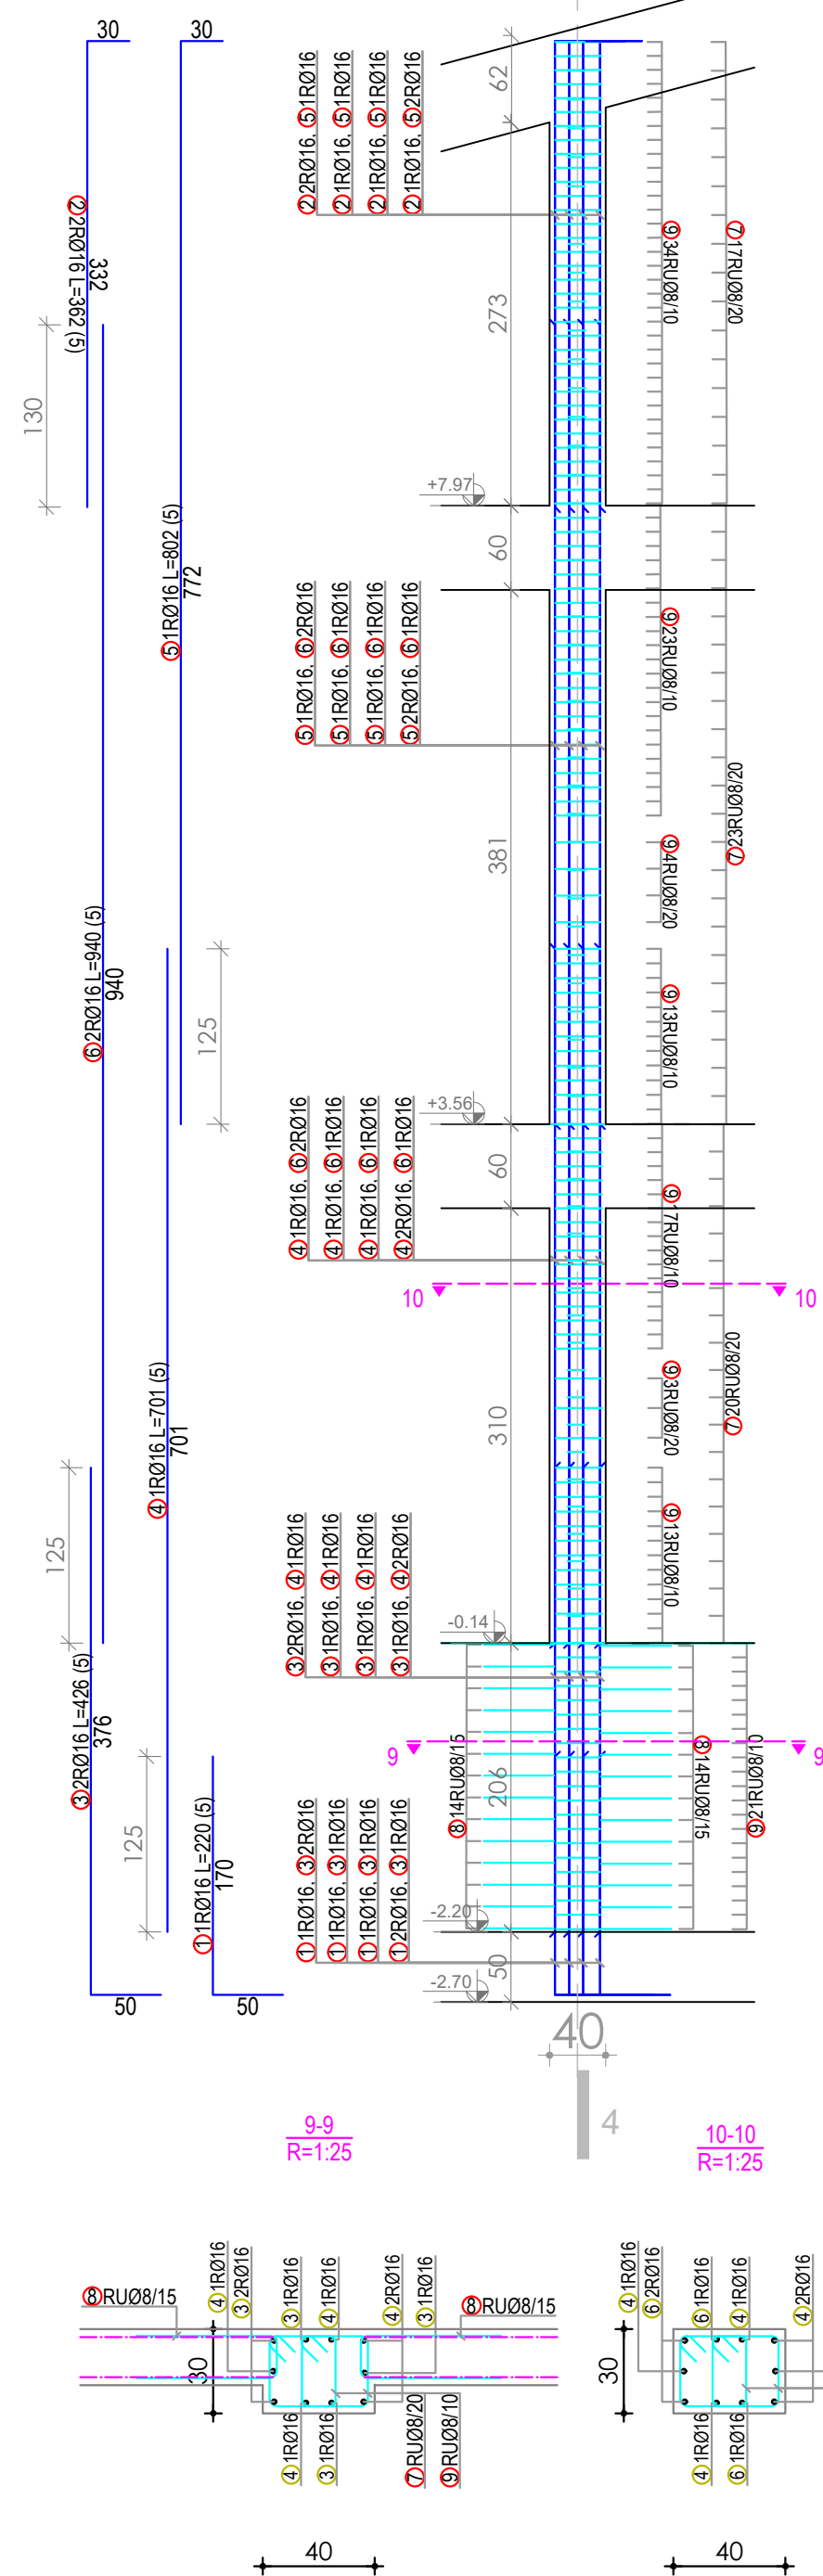 30
30
② 2RØ16 L=362 (5)
332
130
⑤ 1RØ16 L=802 (5)
772
⑥ 2RØ16 L=940 (5)
940
125
④ 1RØ16 L=701 (5)
701
125
③ 2RØ16 L=426 (5)
376
125
① 1RØ16 L=220 (5)
170
50
50
② 2RØ16, ⑤ 1RØ16
② 1RØ16, ⑤ 1RØ16
② 1RØ16, ⑤ 1RØ16
② 1RØ16, ⑤ 2RØ16
⑤ 1RØ16, ⑥ 2RØ16
⑤ 1RØ16, ⑥ 1RØ16
⑤ 1RØ16, ⑥ 1RØ16
⑤ 2RØ16, ⑥ 1RØ16
④ 1RØ16, ⑥ 2RØ16
④ 1RØ16, ⑥ 1RØ16
④ 1RØ16, ⑥ 1RØ16
④ 2RØ16, ⑥ 1RØ16
③ 2RØ16, ④ 1RØ16
③ 1RØ16, ④ 1RØ16
③ 1RØ16, ④ 1RØ16
③ 1RØ16, ④ 2RØ16
① 1RØ16, ③ 2RØ16
① 1RØ16, ③ 1RØ16
① 1RØ16, ③ 1RØ16
① 2RØ16, ③ 1RØ16
62
273
+7.97
60
381
+3.56
60
310
-0.14
206
-2.20
50
-2.70
40
4
⑨ 34RUØ8/10
⑦ 17RUØ8/20
⑨ 23RUØ8/10
⑦ 23RUØ8/20
⑨ 4RUØ8/20
⑨ 13RUØ8/10
⑨ 17RUØ8/10
10
10
⑨ 3RUØ8/20
⑦ 20RUØ8/20
⑨ 13RUØ8/10
9
9
⑧ 14RUØ8/15
⑧ 14RUØ8/15
⑨ 21RUØ8/10
9-9
R=1:25
⑧ RUØ8/15
④ 1RØ16
③ 2RØ16
③ 1RØ16
④ 1RØ16
④ 2RØ16
③ 1RØ16
⑧ RUØ8/15
30
④ 1RØ16
③ 1RØ16
⑦ RUØ8/20
⑨ RUØ8/10
40
10-10
R=1:25
④ 1RØ16
⑥ 2RØ16
⑥ 1RØ16
④ 1RØ16
④ 2RØ16
30
④ 1RØ16
⑥ 1RØ16
40